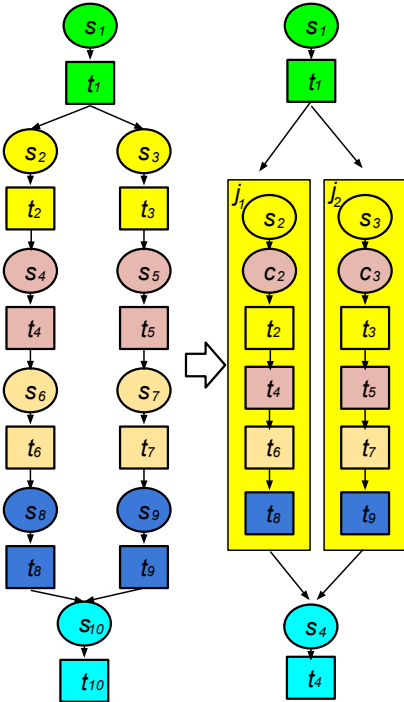 s1 s1
t1 t1
s2 s3 j1 j2
t2 t3 s2 s3
s4 s5 c2 c3
t4 t5 t2 t3
s6 s7 t4 t5
t6 t7 t6 t7
s8 s9 t8 t9
t8 t9
s10 s4
t10 t4